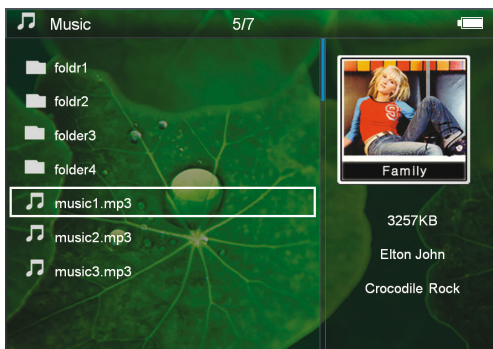 Music 5/7
foldr1
foldr2
folder3
folder4
music1.mp3
music2.mp3
music3.mp3
S
Family
3257KB
Elton John
Crocodile Rock